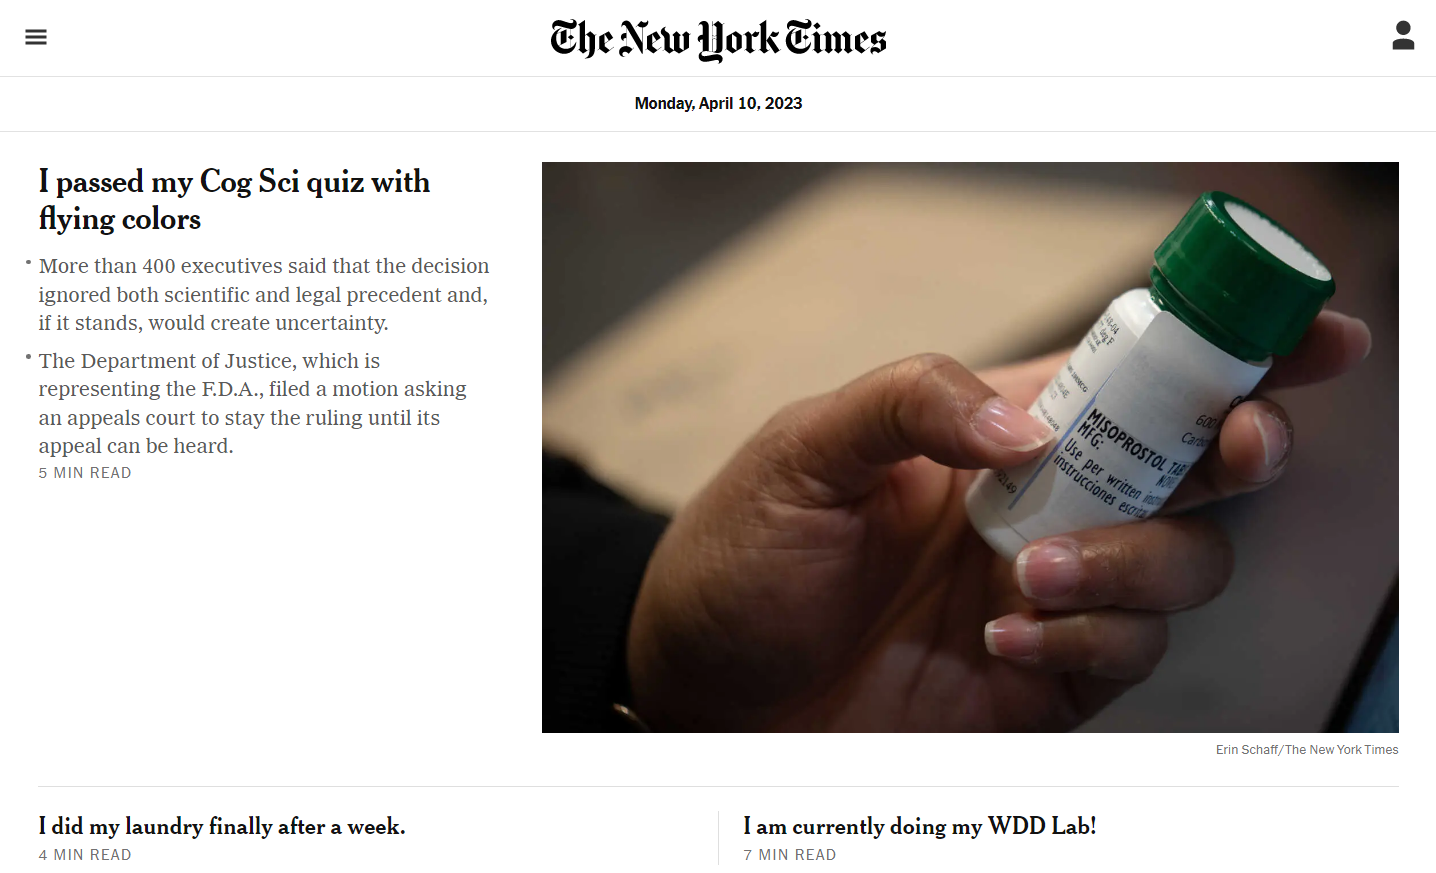 The New York Times
Monday, April 10, 2023
I passed my Cog Sci quiz with
flying colors
More than 400 executives said that the decision
ignored both scientific and legal precedent and,
if it stands, would create uncertainty.
The Department of Justice, which is
representing the F.D.A., filed a motion asking
an appeals court to stay the ruling until its
appeal can be heard.
5 MIN READ
MISOPROSTOL
MFG:
Use per written
instrucciones
Erin Schaff/The New York Times
I did my laundry finally after a week.
4 MIN READ
I am currently doing my WDD Lab!
7 MIN READ